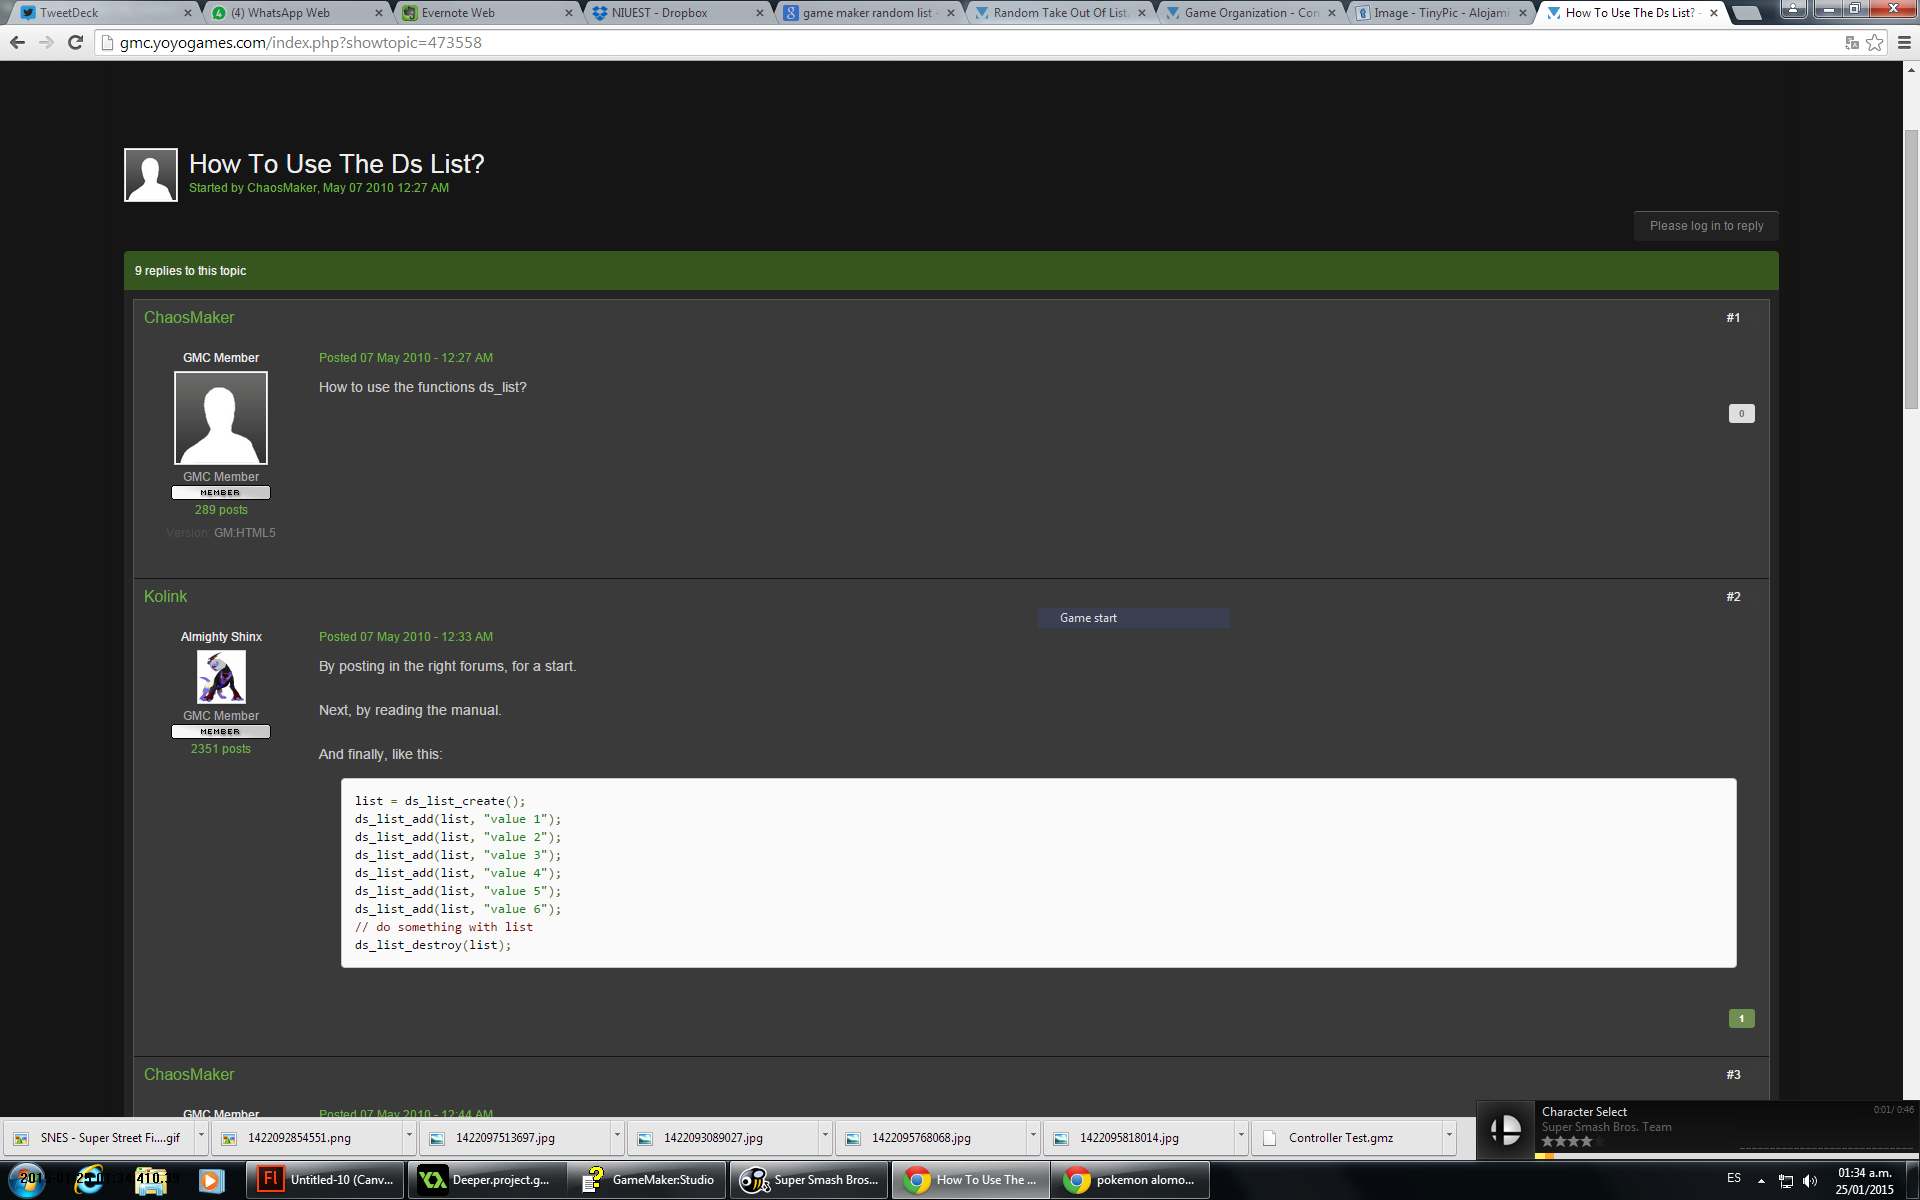 TweetDeck
(4) WhatsApp Web
Evernote Web
NIUEST - Dropbox
game maker random list -
Random Take Out Of List
Game Organization - Con
Image - TinyPic - Alojami
How To Use The Ds List? -
gmc.yoyogames.com/index.php?showtopic=473558
How To Use The Ds List?
Started by ChaosMaker, May 07 2010 12:27 AM
Please log in to reply
9 replies to this topic
ChaosMaker
#1
GMC Member
Posted 07 May 2010 - 12:27 AM
How to use the functions ds_list?
0
GMC Member
MEMBER
289 posts
Version: GM:HTML5
Kolink
#2
Game start
Almighty Shinx
Posted 07 May 2010 - 12:33 AM
By posting in the right forums, for a start.
Next, by reading the manual.
GMC Member
MEMBER
2351 posts
And finally, like this:
list = ds_list_create();
ds_list_add(list, "value 1");
ds_list_add(list, "value 2");
ds_list_add(list, "value 3");
ds_list_add(list, "value 4");
ds_list_add(list, "value 5");
ds_list_add(list, "value 6");
// do something with list
ds_list_destroy(list);
1
ChaosMaker
#3
GMC Member
Posted 07 May 2010 - 12:44 AM
SNES - Super Street Fi....gif
1422092854551.png
1422097513697.jpg
1422093089027.jpg
1422095768068.jpg
1422095818014.jpg
Controller Test.gmz
Character Select
0:01/ 0:46
Super Smash Bros. Team
Untitled-10 (Canv...
Deeper.project.g...
GameMaker:Studio
Super Smash Bros...
How To Use The ...
pokemon alomo...
ES
01:34 a.m.
25/01/2015